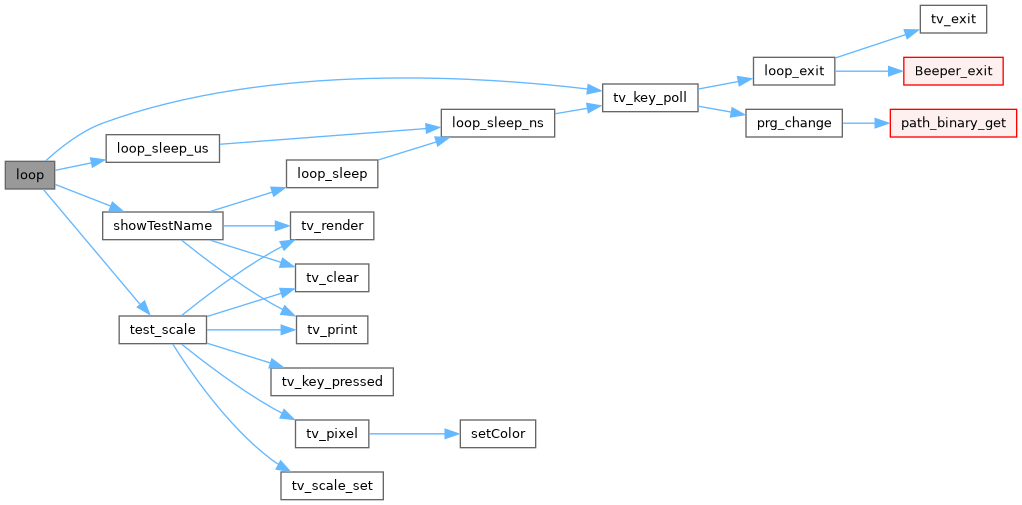 tv_exit
loop_exit
Beeper_exit
tv_key_poll
loop_sleep_ns
prg_change
path_binary_get
loop_sleep_us
loop
loop_sleep
showTestName
tv_render
tv_clear
test_scale
tv_print
tv_key_pressed
tv_pixel
setColor
tv_scale_set